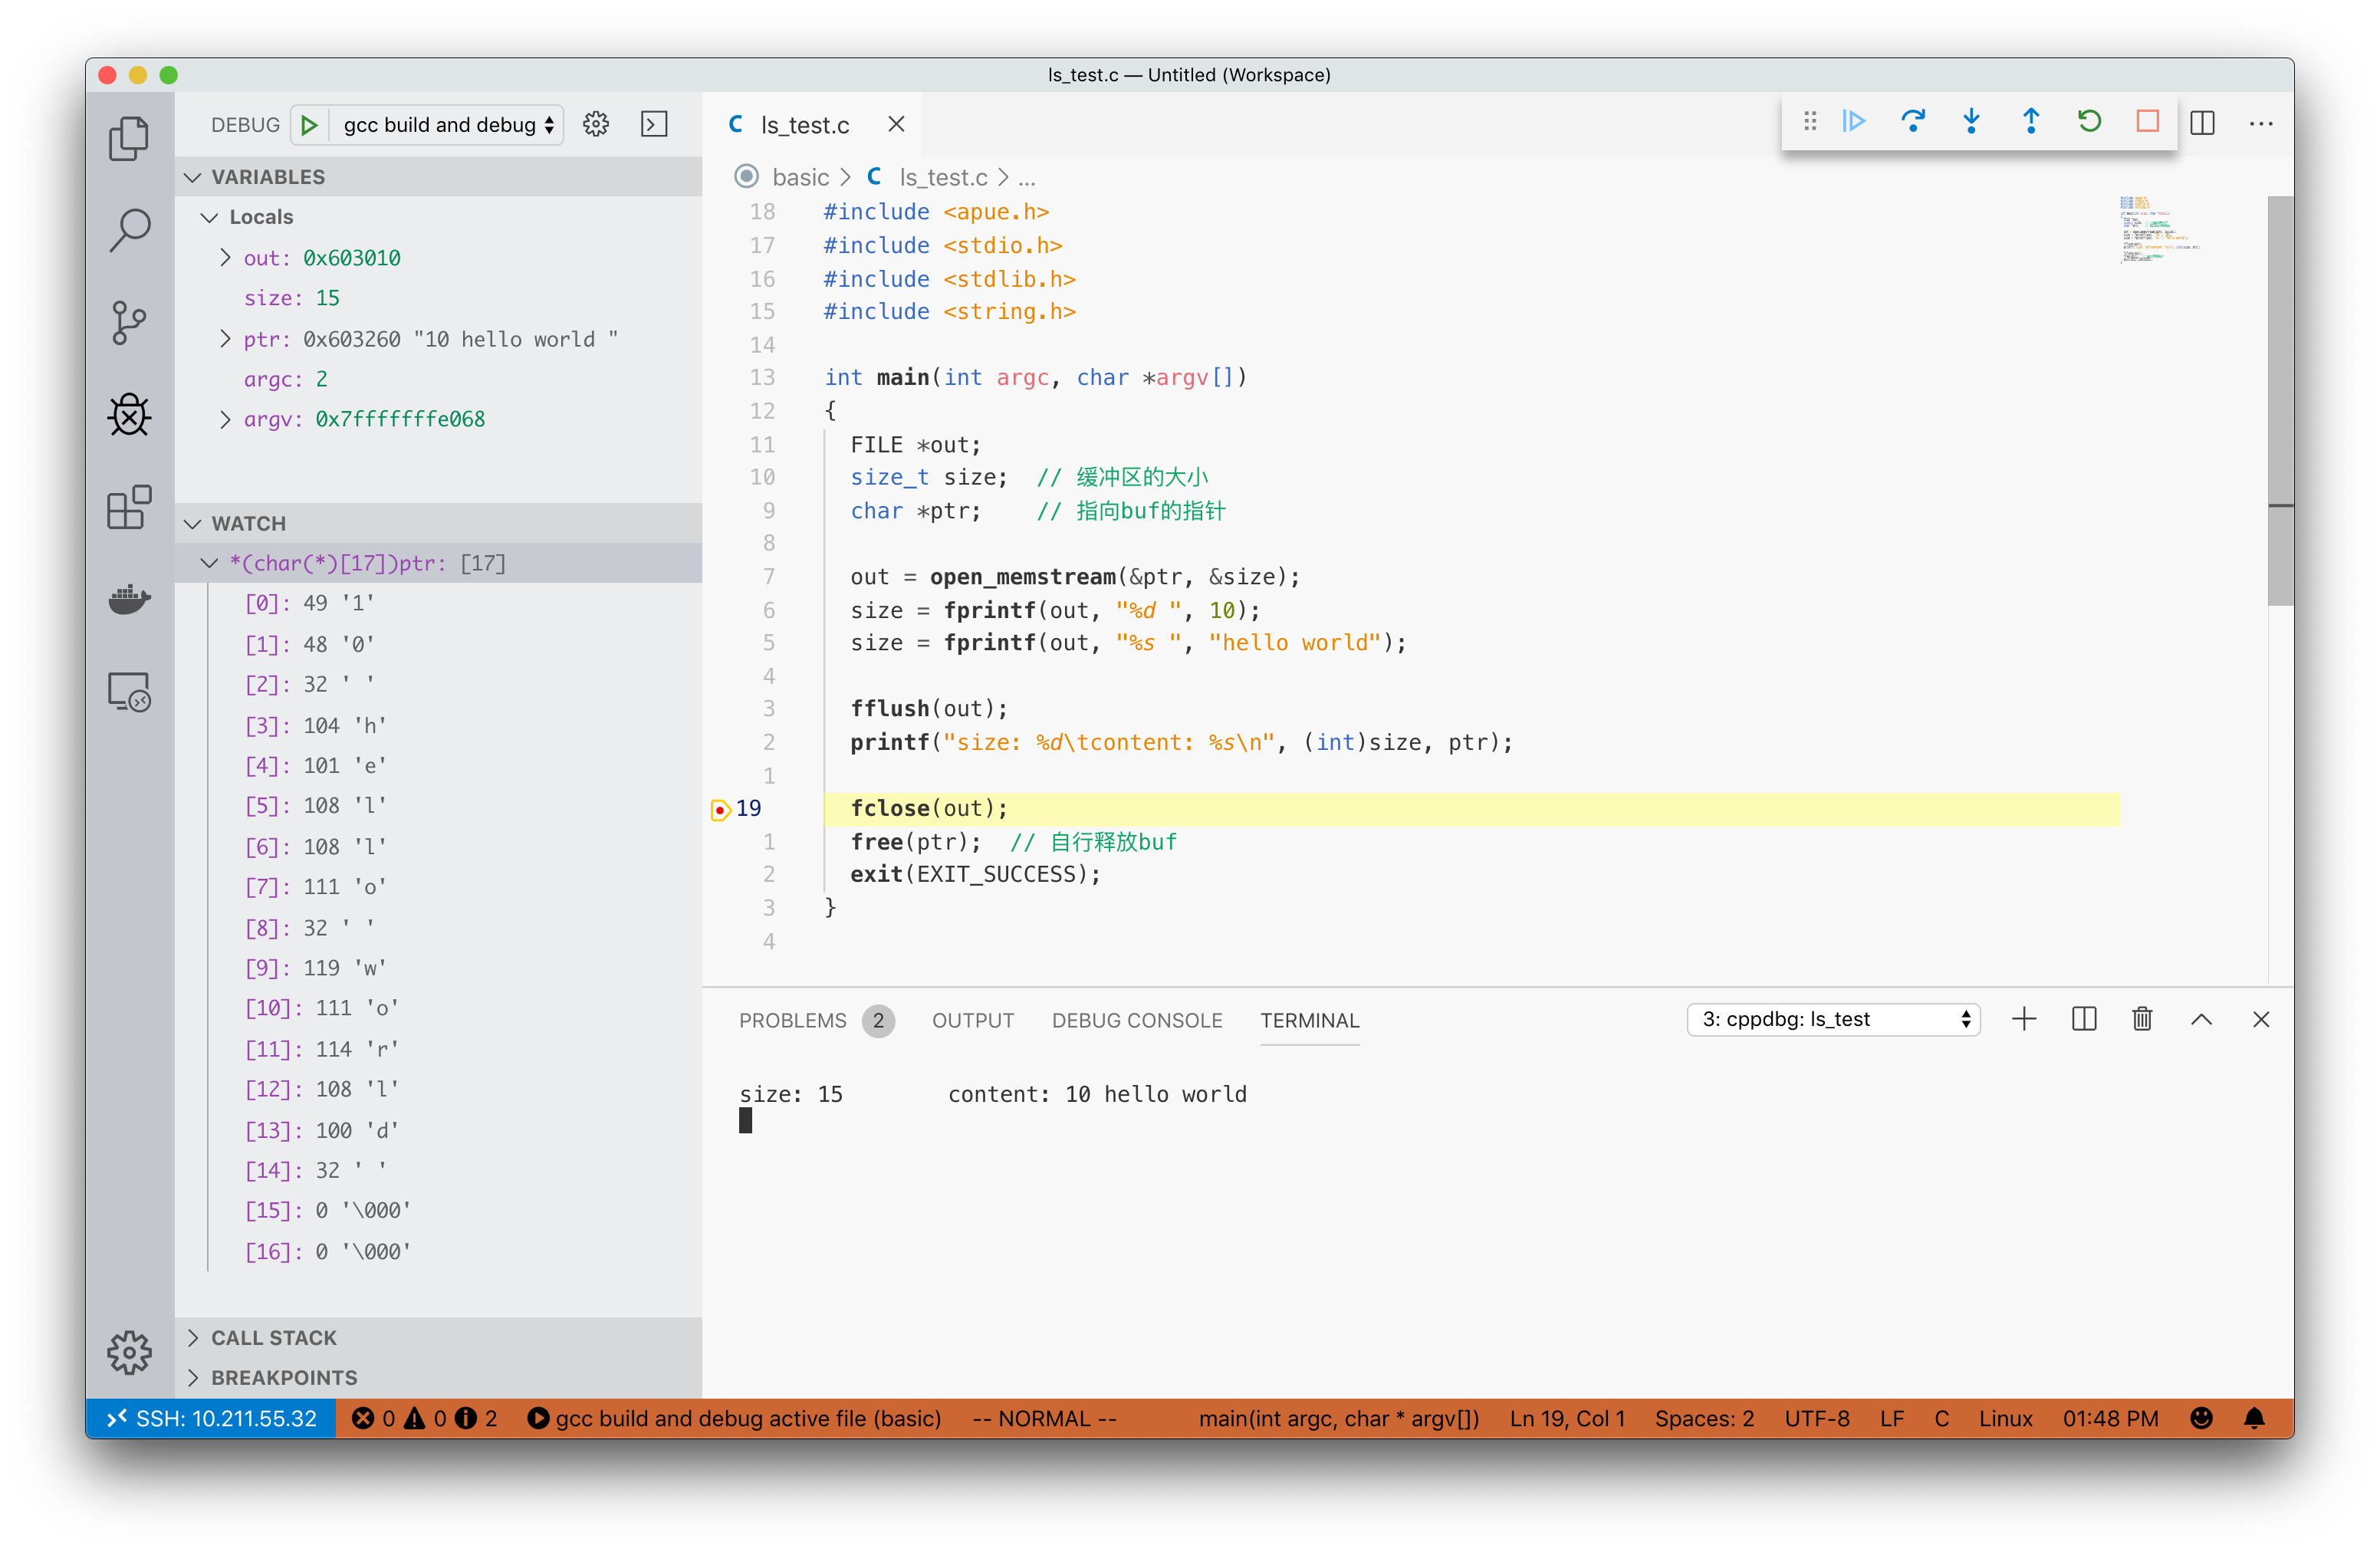 ls_test.c — Untitled (Workspace)
DEBUG gcc build and debug
VARIABLES
Locals
out: 0x603010
size: 15
ptr: 0x603260 "10 hello world "
argc: 2
argv: 0x7fffffffe068
WATCH
*(char(*)[17])ptr: [17]
[0]: 49 '1'
[1]: 48 '0'
[2]: 32 ' '
[3]: 104 'h'
[4]: 101 'e'
[5]: 108 'l'
[6]: 108 'l'
[7]: 111 'o'
[8]: 32 ' '
[9]: 119 'w'
[10]: 111 'o'
[11]: 114 'r'
[12]: 108 'l'
[13]: 100 'd'
[14]: 32 ' '
[15]: 0 '\000'
[16]: 0 '\000'
CALL STACK
BREAKPOINTS
C ls_test.c
basic > C ls_test.c > ...
18 #include <apue.h>
17 #include <stdio.h>
16 #include <stdlib.h>
15 #include <string.h>
14
13 int main(int argc, char *argv[])
12 {
11 FILE *out;
10 size_t size; // 缓冲区的大小
9 char *ptr; // 指向buf的指针
8
7 out = open_memstream(&ptr, &size);
6 size = fprintf(out, "%d ", 10);
5 size = fprintf(out, "%s ", "hello world");
4
3 fflush(out);
2 printf("size: %d\tcontent: %s\n", (int)size, ptr);
1
19 fclose(out);
1 free(ptr); // 自行释放buf
2 exit(EXIT_SUCCESS);
3 }
4
PROBLEMS 2 OUTPUT DEBUG CONSOLE TERMINAL 3: cppdbg: ls_test
size: 15 content: 10 hello world
SSH: 10.211.55.32 0 0 2 gcc build and debug active file (basic) -- NORMAL -- main(int argc, char * argv[]) Ln 19, Col 1 Spaces: 2 UTF-8 LF C Linux 01:48 PM